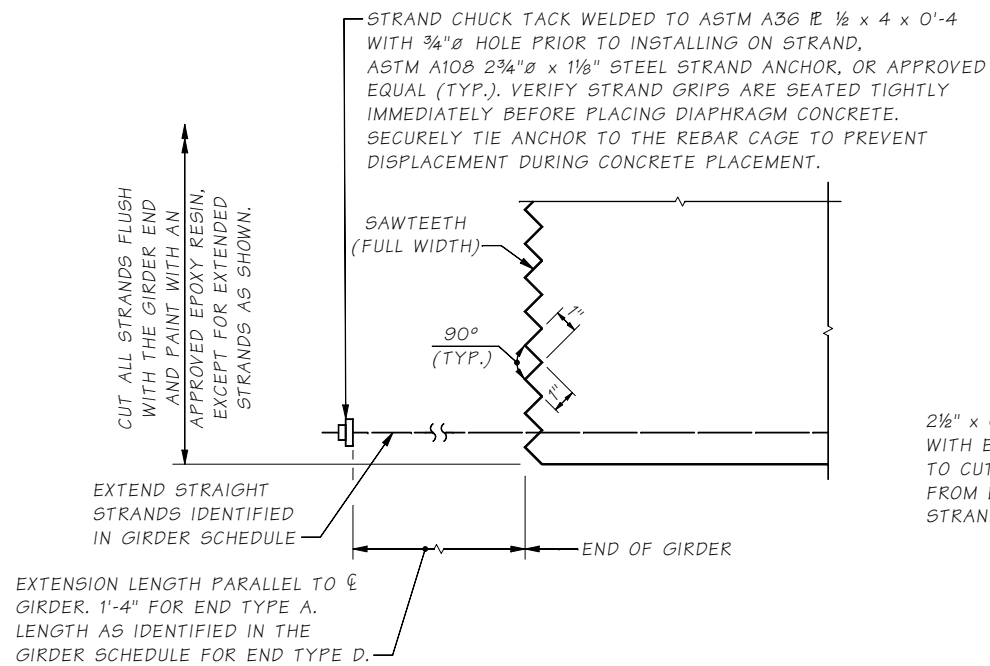 STRAND CHUCK TACK WELDED TO ASTM A36 ℄ ½ x 4 x 0'-4
WITH ¾"ø HOLE PRIOR TO INSTALLING ON STRAND,
ASTM A108 2¾"ø x 1⅛" STEEL STRAND ANCHOR, OR APPROVED
EQUAL (TYP.). VERIFY STRAND GRIPS ARE SEATED TIGHTLY
IMMEDIATELY BEFORE PLACING DIAPHRAGM CONCRETE.
SECURELY TIE ANCHOR TO THE REBAR CAGE TO PREVENT
DISPLACEMENT DURING CONCRETE PLACEMENT.
CUT ALL STRANDS FLUSH
WITH THE GIRDER END
AND PAINT WITH AN
APPROVED EPOXY RESIN,
EXCEPT FOR EXTENDED
STRANDS AS SHOWN.
SAWTEETH
(FULL WIDTH)
1"
90°
(TYP.)
1"
2½" x
WITH
TO CUT
FROM
STRAN
EXTEND STRAIGHT
STRANDS IDENTIFIED
IN GIRDER SCHEDULE
END OF GIRDER
EXTENSION LENGTH PARALLEL TO ℄
GIRDER. 1'-4" FOR END TYPE A.
LENGTH AS IDENTIFIED IN THE
GIRDER SCHEDULE FOR END TYPE D.